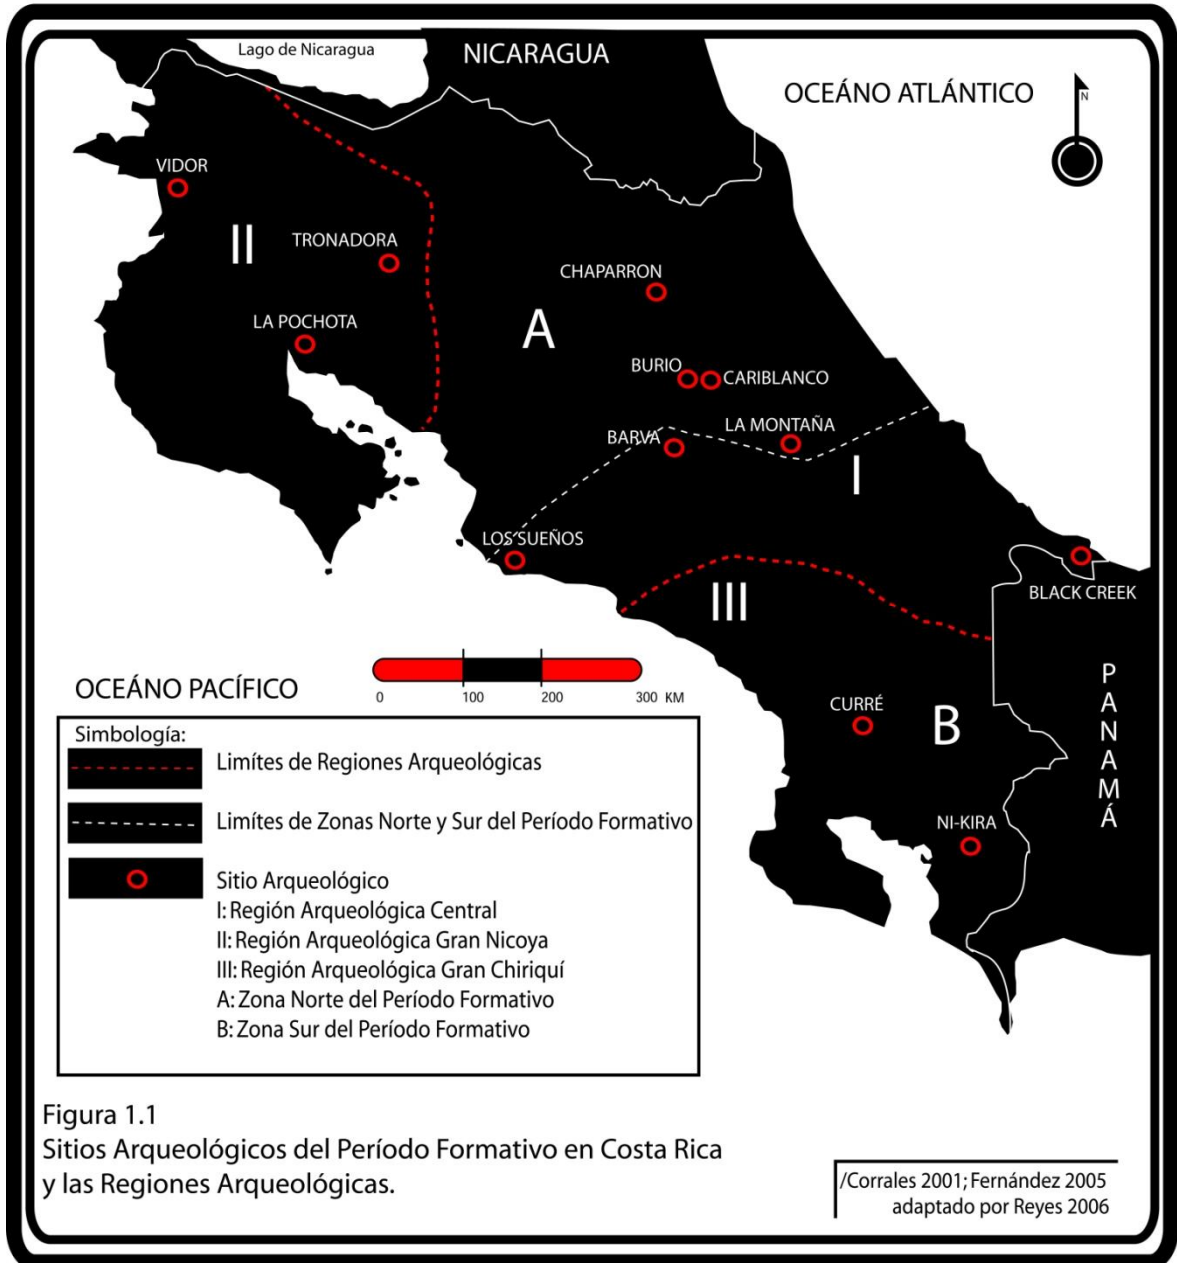 Lago de Nicaragua
NICARAGUA
OCEÁNO ATLÁNTICO
N
VIDOR
II
TRONADORA
CHAPARRON
LA POCHOTA
A
BURIO
CARIBLANCO
BARVA
LA MONTAÑA
I
LOS SUEÑOS
BLACK CREEK
III
PANAMÁ
OCEÁNO PACÍFICO
0 100 200 300 KM
CURRÉ
B
NI-KIRA
Simbología:
Limítes de Regiones Arqueológicas
Limítes de Zonas Norte y Sur del Período Formativo
Sitio Arqueológico
I: Región Arqueológica Central
II: Región Arqueológica Gran Nicoya
III: Región Arqueológica Gran Chiriquí
A: Zona Norte del Período Formativo
B: Zona Sur del Período Formativo
Figura 1.1
Sitios Arqueológicos del Período Formativo en Costa Rica
y las Regiones Arqueológicas.
/Corrales 2001; Fernández 2005
adaptado por Reyes 2006